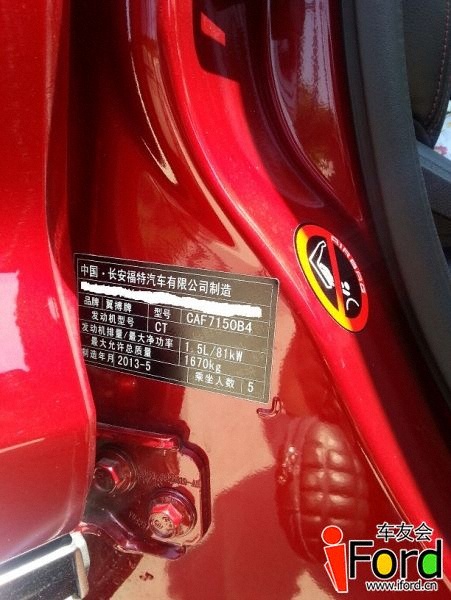 中国·长安福特汽车有限公司制造
品牌 翼搏牌 型号 CAF7150B4
发动机型号 CT
发动机排量/最大净功率 1.5L/81kW
最大允许总质量 1670kg
制造年月 2013-5 乘坐人数 5
AIRBAG
车友会
iFord
www.iford.cn